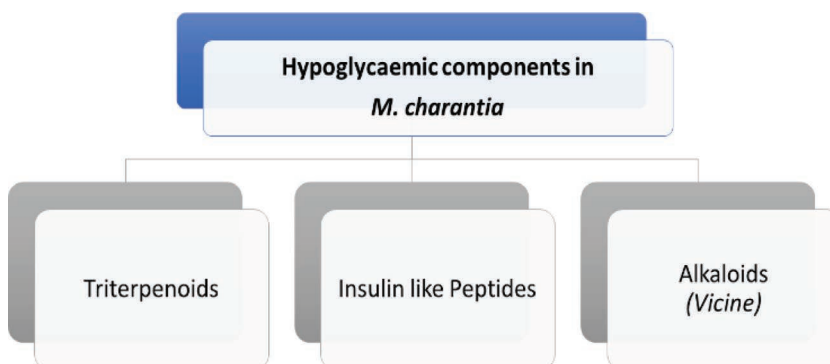 Hypoglycaemic components in
M. charantia
Triterpenoids
Insulin like Peptides
Alkaloids
(Vicine)